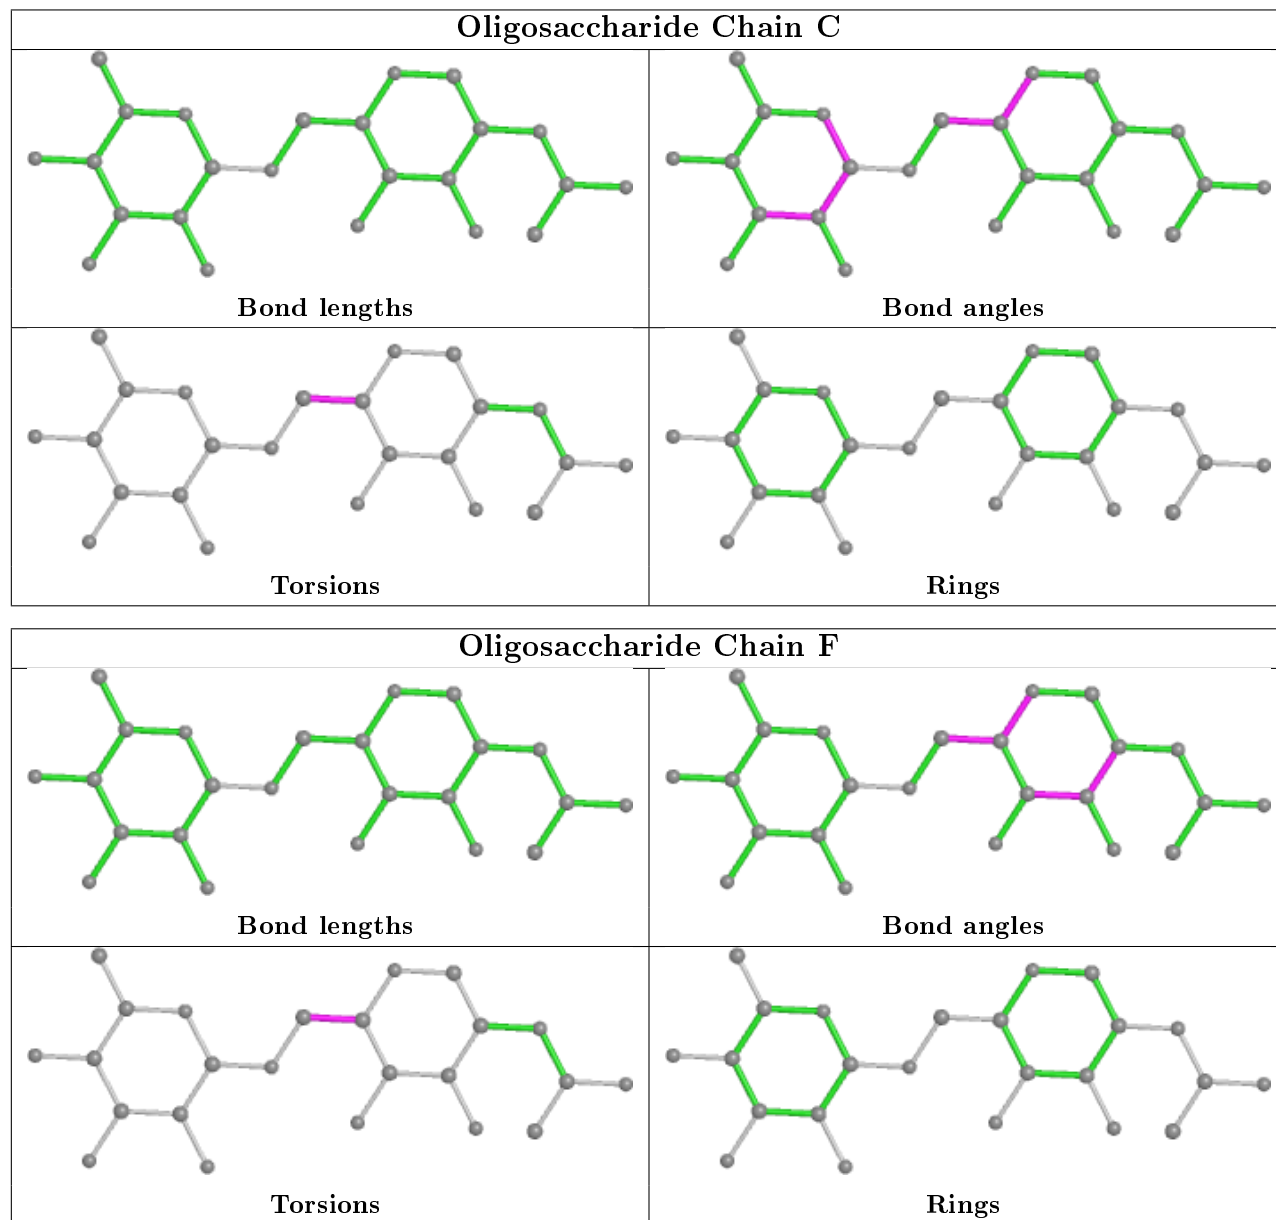 Oligosaccharide Chain C
Bond lengths
Bond angles
Torsions
Rings
Oligosaccharide Chain F
Bond lengths
Bond angles
Torsions
Rings